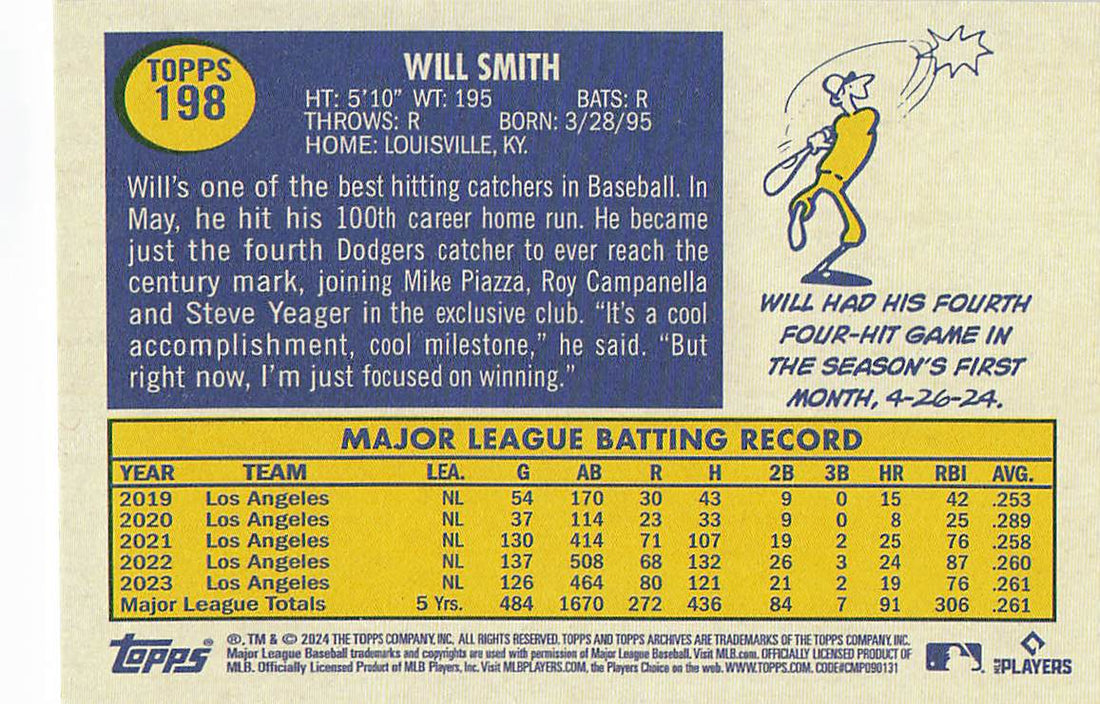 TOPPS
198
WILL SMITH
HT: 5'10" WT: 195 BATS: R
THROWS: R BORN: 3/28/95
HOME: LOUISVILLE, KY.
Will's one of the best hitting catchers in Baseball. In
May, he hit his 100th career home run. He became
just the fourth Dodgers catcher to ever reach the
century mark, joining Mike Piazza, Roy Campanella
and Steve Yeager in the exclusive club. “It's a cool
accomplishment, cool milestone,” he said. “But
right now, I'm just focused on winning.”
WILL HAD HIS FOURTH
FOUR-HIT GAME IN
THE SEASON'S FIRST
MONTH, 4-26-24.
MAJOR LEAGUE BATTING RECORD
YEAR TEAM LEA. G AB R H 2B 3B HR RBI AVG.
2019 Los Angeles NL 54 170 30 43 9 0 15 42 .253
2020 Los Angeles NL 37 114 23 33 9 0 8 25 .289
2021 Los Angeles NL 130 414 71 107 19 2 25 76 .258
2022 Los Angeles NL 137 508 68 132 26 3 24 87 .260
2023 Los Angeles NL 126 464 80 121 21 2 19 76 .261
Major League Totals 5 Yrs. 484 1670 272 436 84 7 91 306 .261
Topps®
®, TM & © 2024 THE TOPPS COMPANY, INC. ALL RIGHTS RESERVED. TOPPS AND TOPPS ARCHIVES ARE TRADEMARKS OF THE TOPPS COMPANY, INC.
Major League Baseball trademarks and copyrights are used with permission of Major League Baseball. Visit MLB.com. OFFICIALLY LICENSED PRODUCT OF
MLB. Officially Licensed Product of MLB Players, Inc. Visit MLBPLAYERS.COM, the Players Choice on the web. WWW.TOPPS.COM. CODE#CMP090131
MLB PLAYERS